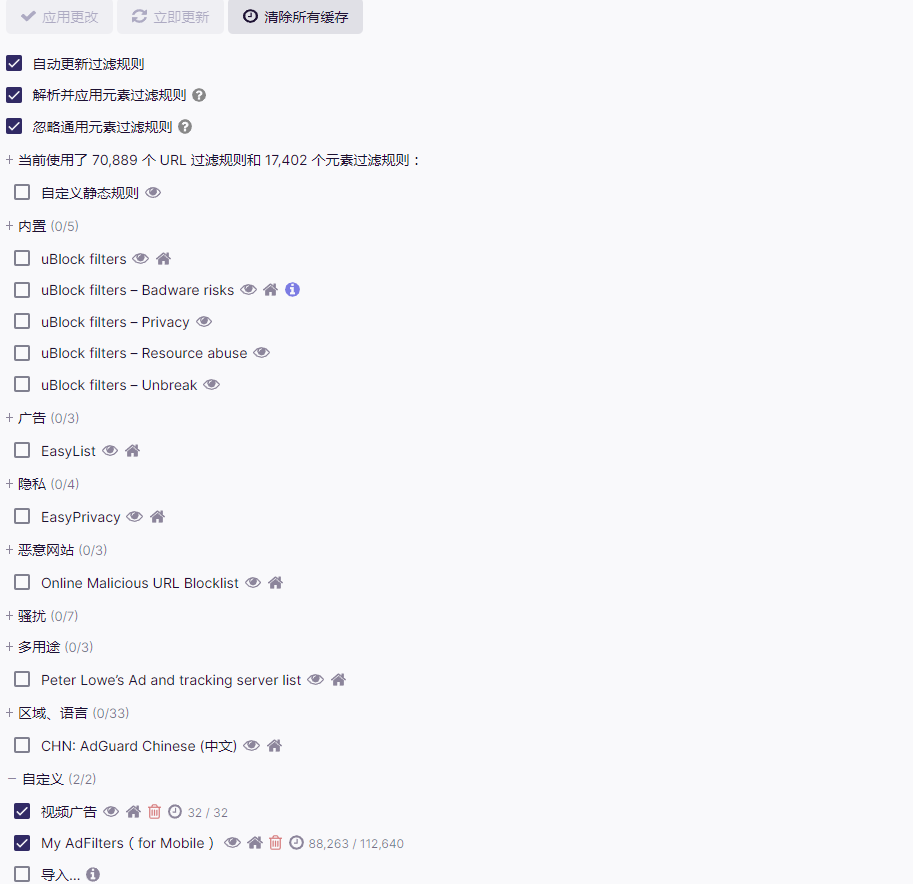 应用更改 立即更新 清除所有缓存
自动更新过滤规则
解析并应用元素过滤规则
忽略通用元素过滤规则
+ 当前使用了 70,889 个 URL 过滤规则和 17,402 个元素过滤规则：
自定义静态规则
+ 内置 (0/5)
uBlock filters
uBlock filters – Badware risks
uBlock filters – Privacy
uBlock filters – Resource abuse
uBlock filters – Unbreak
+ 广告 (0/3)
EasyList
+ 隐私 (0/4)
EasyPrivacy
+ 恶意网站 (0/3)
Online Malicious URL Blocklist
+ 骚扰 (0/7)
+ 多用途 (0/3)
Peter Lowe’s Ad and tracking server list
+ 区域、语言 (0/33)
CHN: AdGuard Chinese (中文)
− 自定义 (2/2)
视频广告 32 / 32
My AdFilters ( for Mobile ) 88,263 / 112,640
导入...